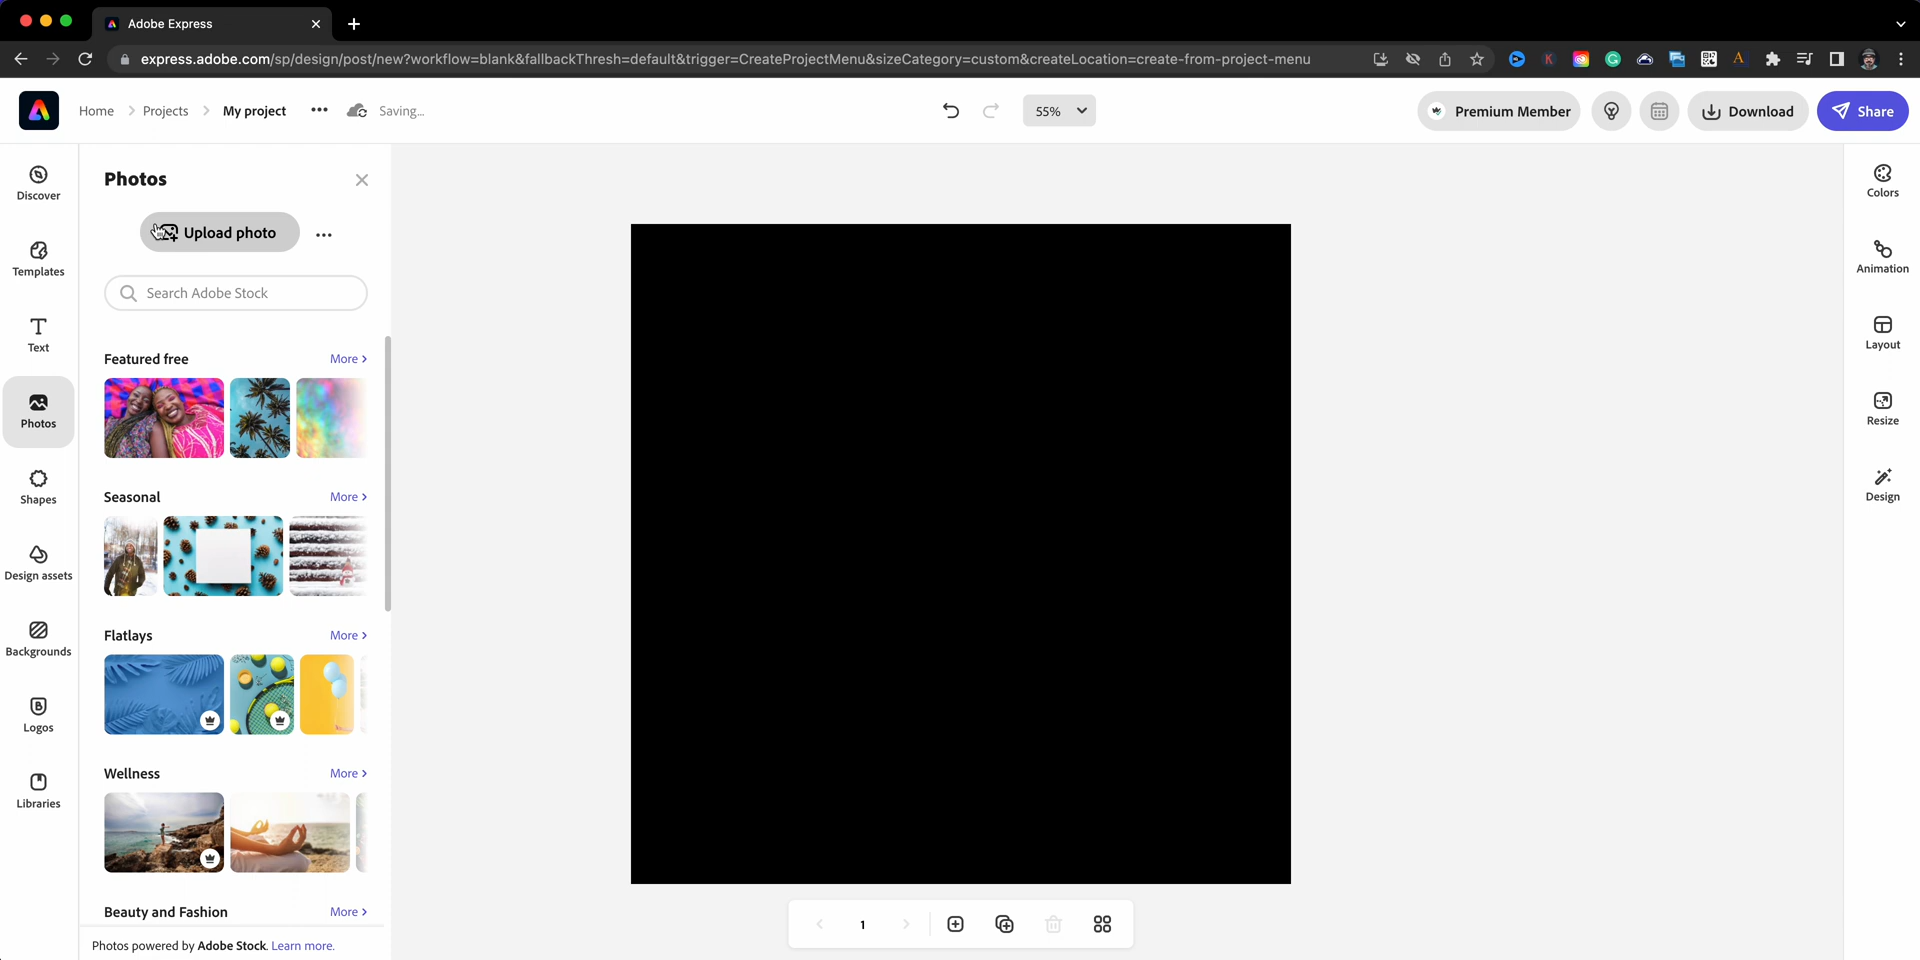 Adobe Express
express.adobe.com/sp/design/post/new?workflow=blank&fallbackThresh=default&trigger=CreateProjectMenu&sizeCategory=custom&createLocation=create-from-project-menu
Home Projects My project Saving...
55%
Premium Member
Download
Share
Discover
Templates
Text
Photos
Shapes
Design assets
Backgrounds
Logos
Libraries
Photos
Upload photo
Search Adobe Stock
Featured free More
Seasonal More
Flatlays More
Wellness More
Beauty and Fashion More
Photos powered by Adobe Stock. Learn more.
1
Colors
Animation
Layout
Resize
Design